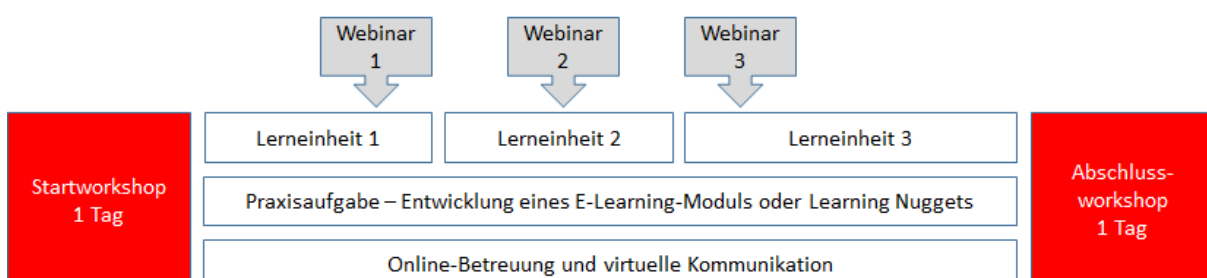 Webinar
1
Webinar
2
Webinar
3
Startworkshop
1 Tag
Lerneinheit 1
Lerneinheit 2
Lerneinheit 3
Praxisaufgabe – Entwicklung eines E-Learning-Moduls oder Learning Nuggets
Online-Betreuung und virtuelle Kommunikation
Abschluss-
workshop
1 Tag